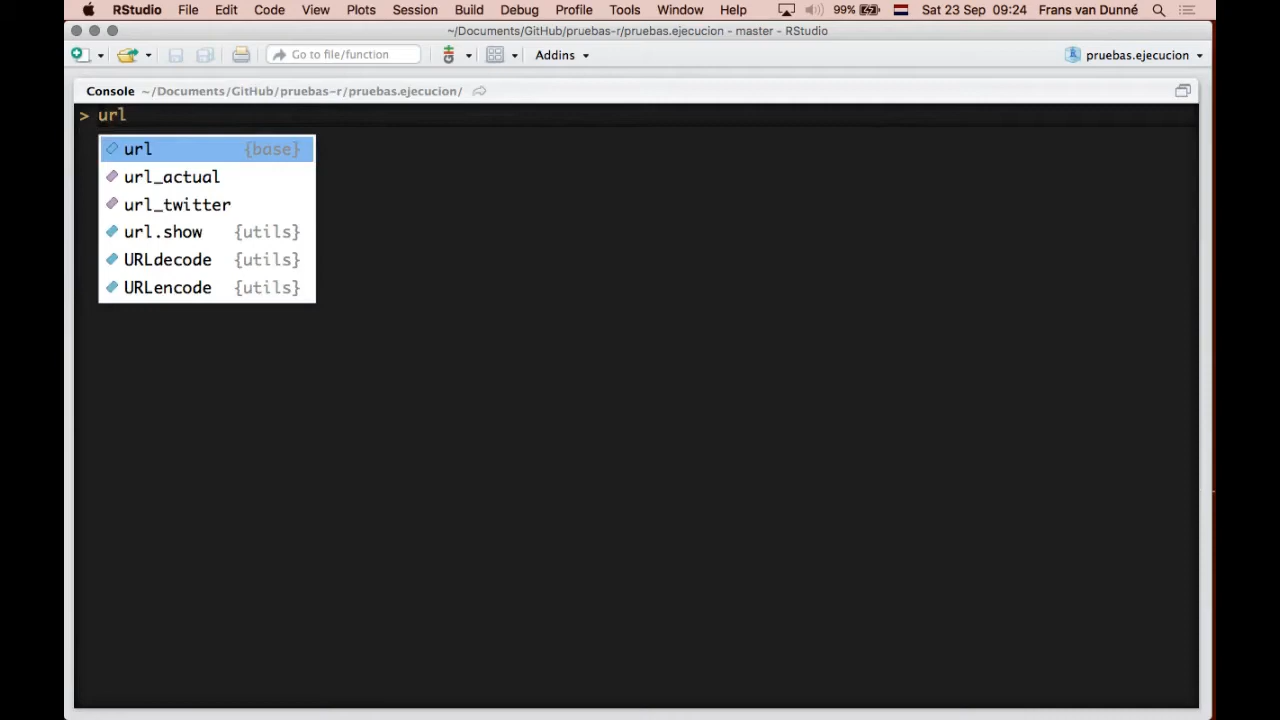 RStudio File Edit Code View Plots Session Build Debug Profile Tools Window Help 99% Sat 23 Sep 09:24 Frans van Dunné
~/Documents/GitHub/pruebas-r/pruebas.ejecucion - master - RStudio
Go to file/function Addins pruebas.ejecucion
Console ~/Documents/GitHub/pruebas-r/pruebas.ejecucion/
> url
url {base}
url_actual
url_twitter
url.show {utils}
URLdecode {utils}
URLencode {utils}